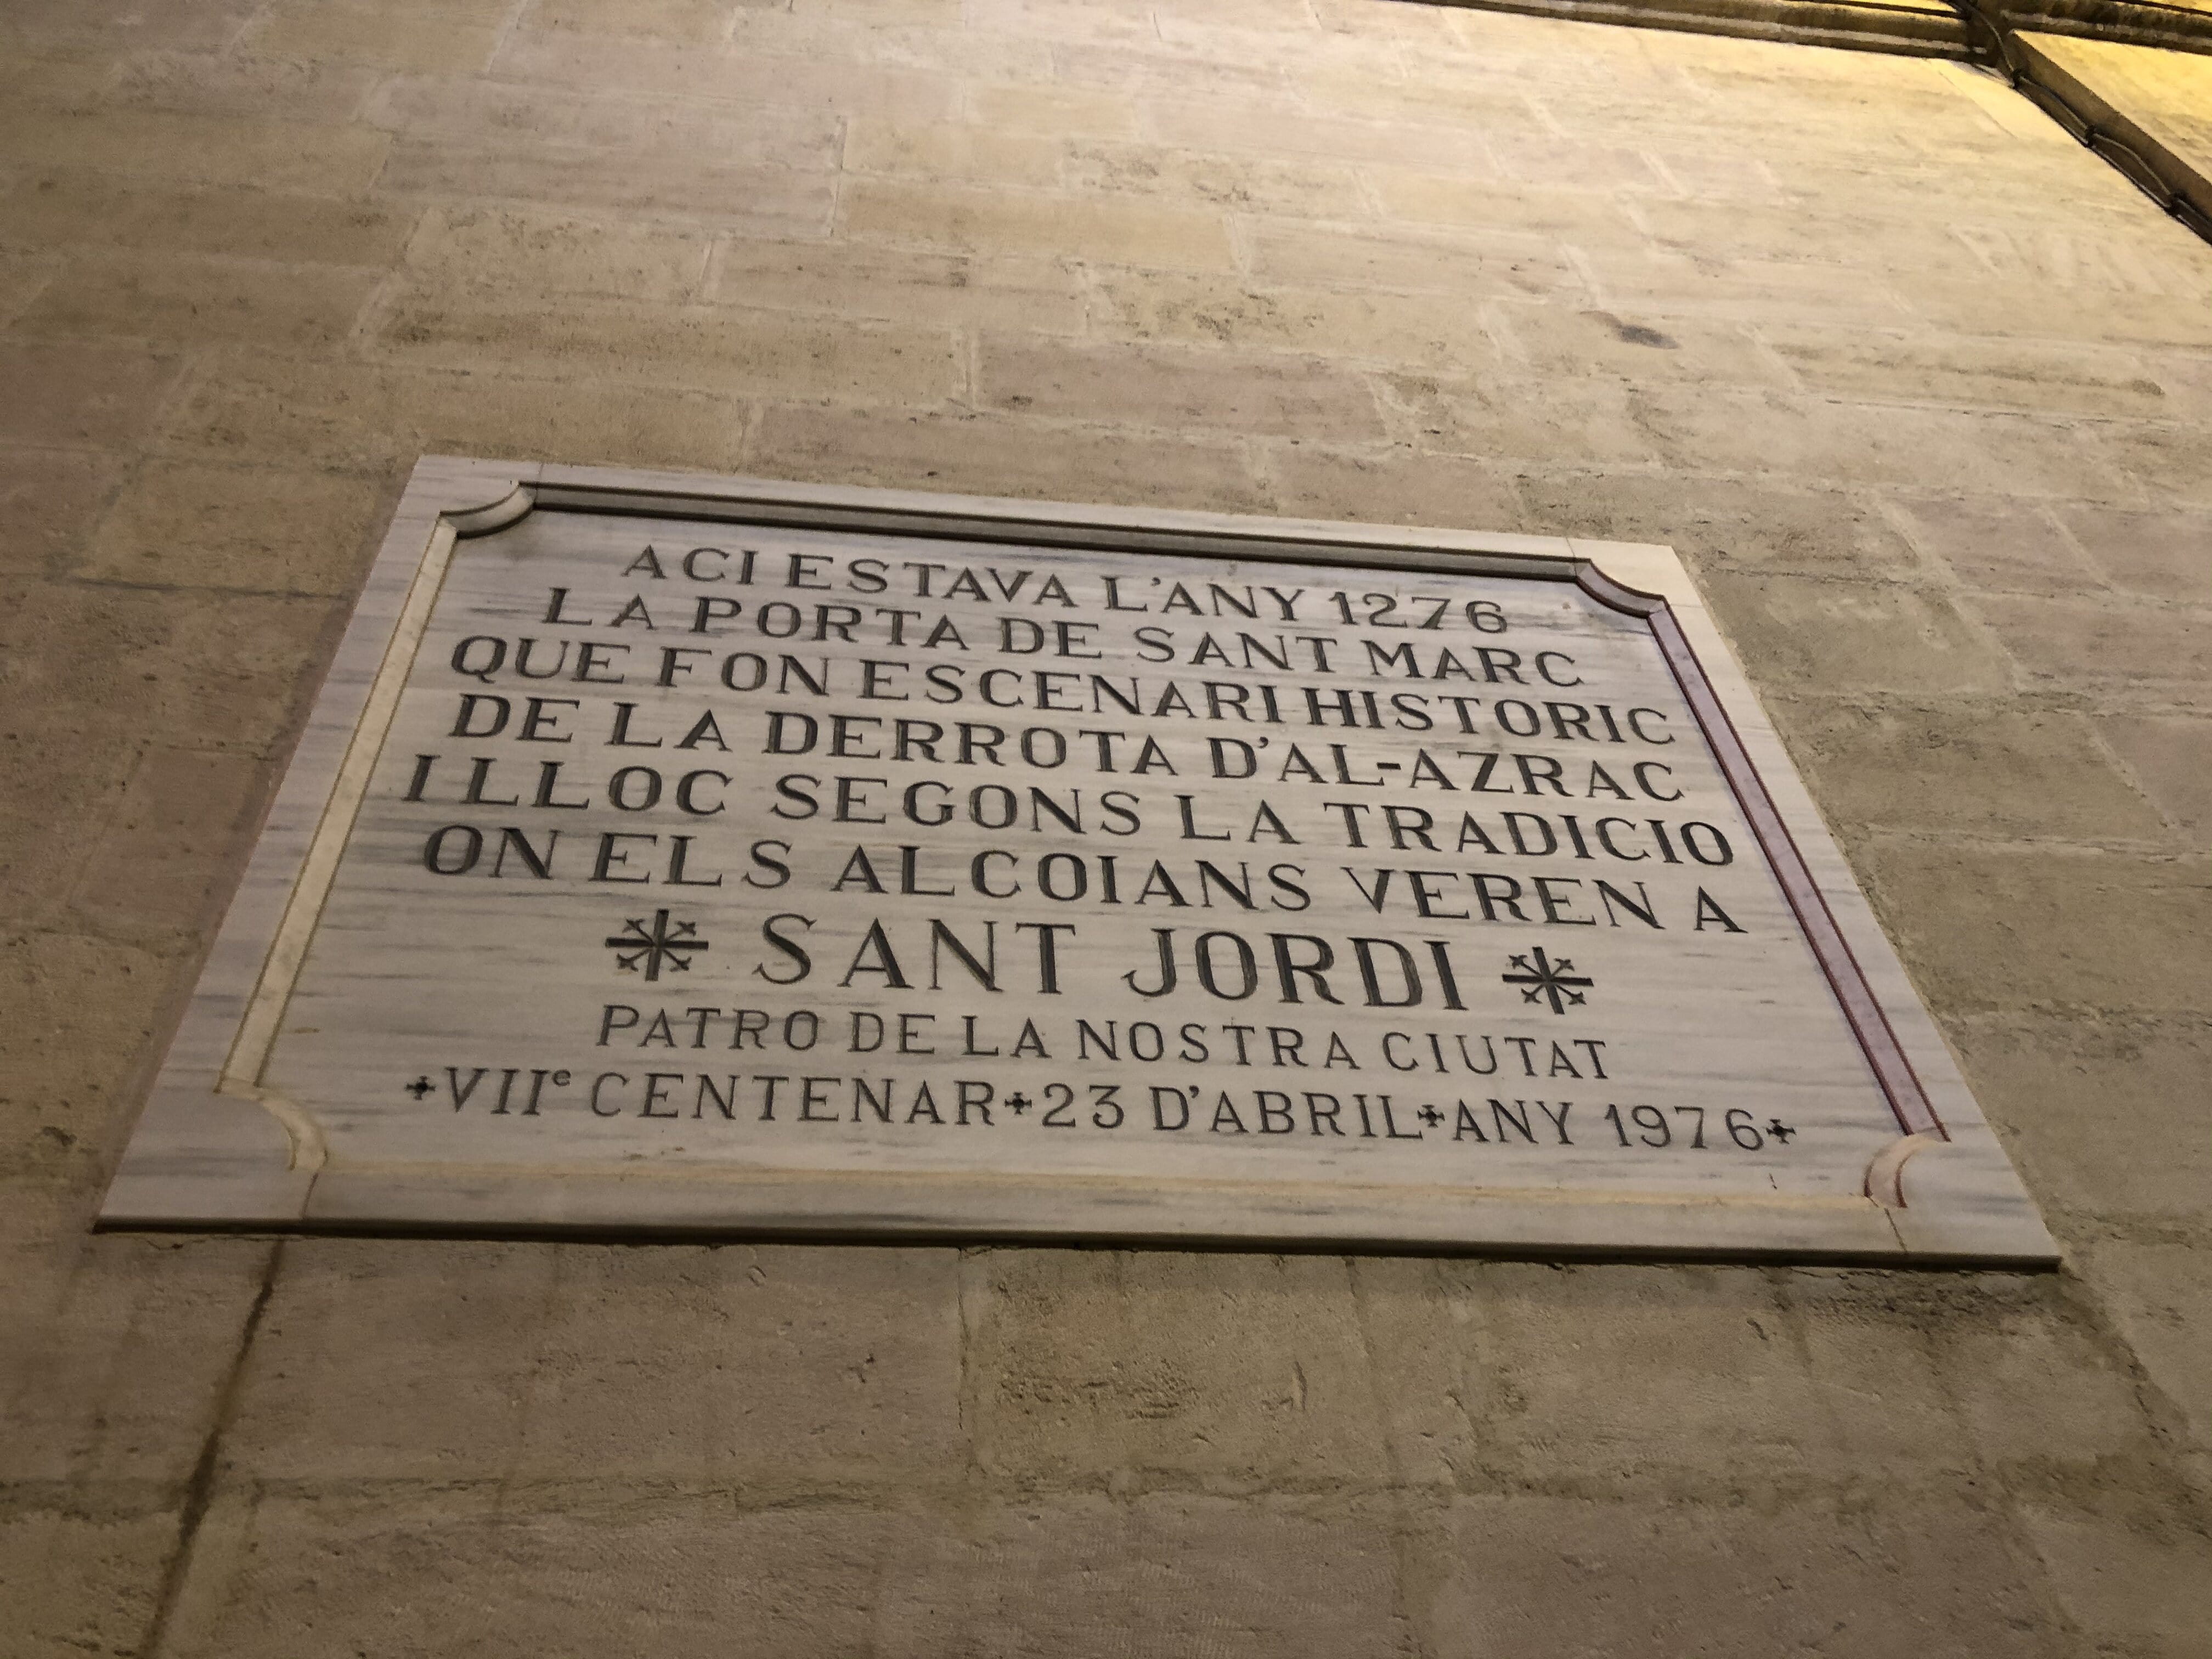 ACI ESTAVA L'ANY 1276
LA PORTA DE SANT MARC
QUE FON ESCENARI HISTORIC
DE LA DERROTA D'AL-AZRAC
I LLOC SEGONS LA TRADICIO
ON ELS ALCOIANS VEREN A
SANT JORDI
PATRO DE LA NOSTRA CIUTAT
VIIe CENTENAR 23 D'ABRIL ANY 1976